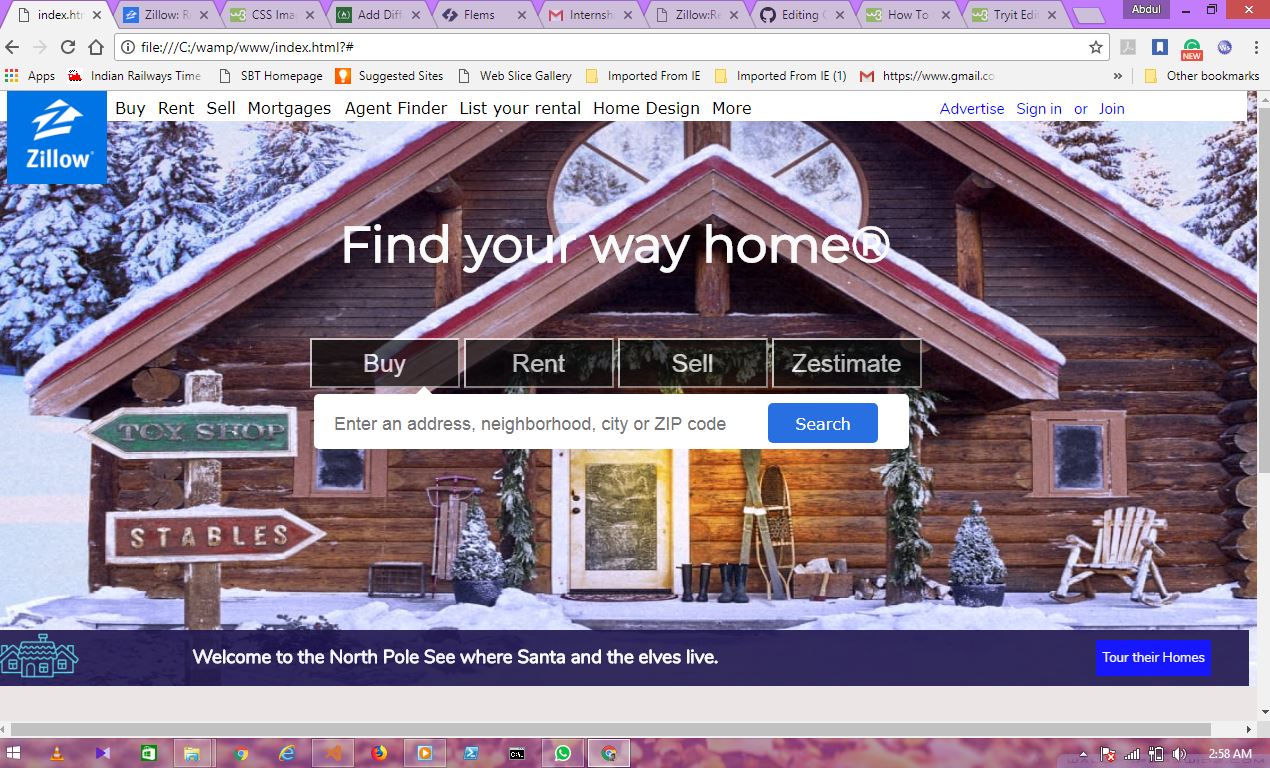 index.htm
Zillow: R
CSS Ima
Add Diff
Flems
Internshi
Zillow:Re
Editing
How To
Tryit Edi
Abdul
file:///C:/wamp/www/index.html?#
NEW
Apps
Indian Railways Time
SBT Homepage
Suggested Sites
Web Slice Gallery
Imported From IE
Imported From IE (1)
https://www.gmail.co
»
Other bookmarks
Zillow
Buy Rent Sell Mortgages Agent Finder List your rental Home Design More
Advertise Sign in or Join
Find your way home®
Buy
Rent
Sell
Zestimate
Enter an address, neighborhood, city or ZIP code
Search
TOY SHOP
STABLES
Welcome to the North Pole See where Santa and the elves live.
Tour their Homes
2:58 AM